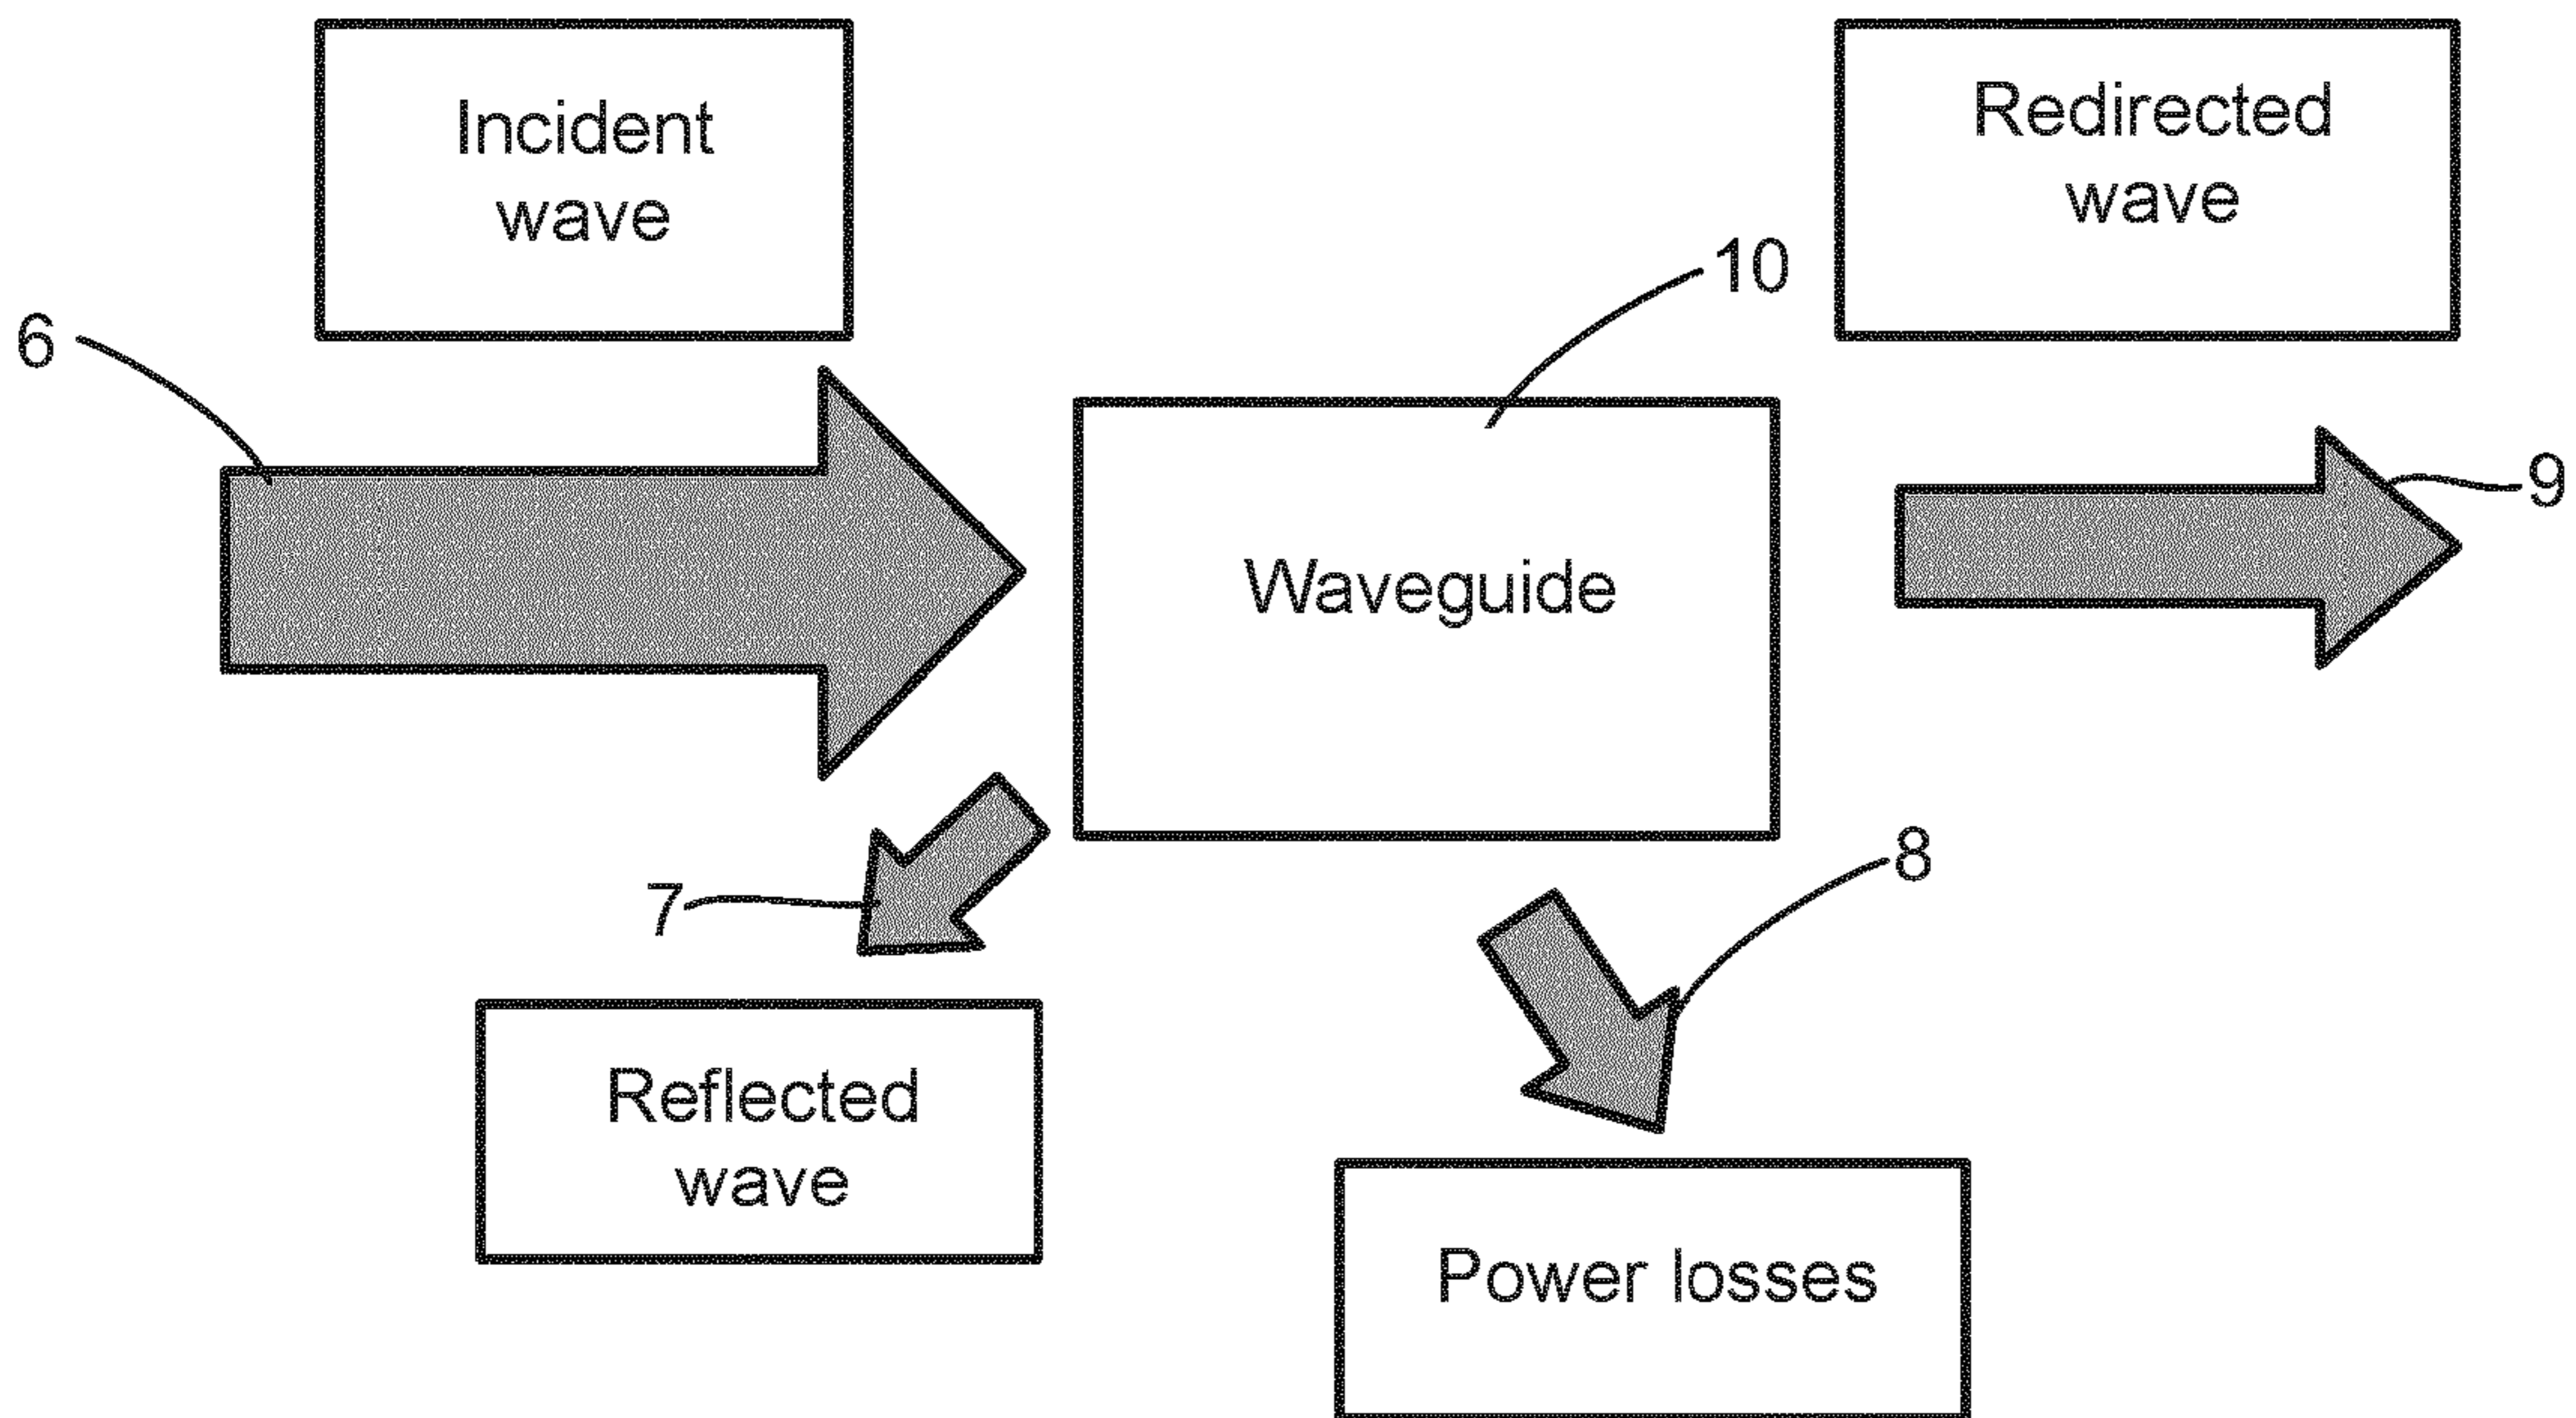 Incident
wave
Redirected
wave
10
6
9
Waveguide
8
7
Reflected
wave
Power losses